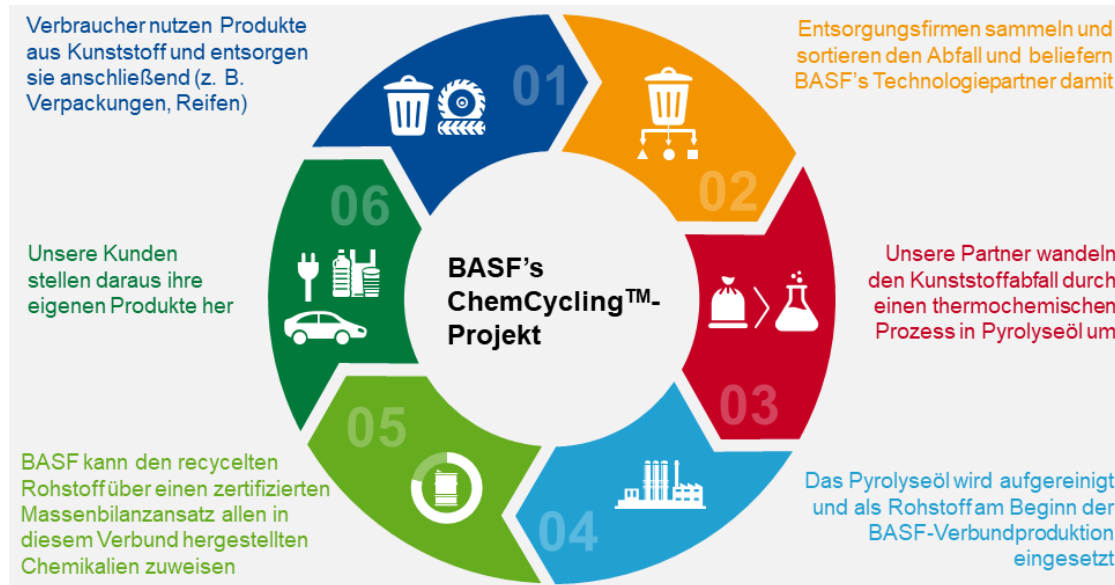 Verbraucher nutzen Produkte
aus Kunststoff und entsorgen
sie anschließend (z. B.
Verpackungen, Reifen)
01
Entsorgungsfirmen sammeln und
sortieren den Abfall und beliefern
BASF's Technologiepartner damit
02
Unsere Partner wandeln
den Kunststoffabfall durch
einen thermochemischen
Prozess in Pyrolyseöl um
03
Das Pyrolyseöl wird aufgereinigt
und als Rohstoff am Beginn der
BASF-Verbundproduktion
eingesetzt
04
BASF kann den recycelten
Rohstoff über einen zertifizierten
Massenbilanzansatz allen in
diesem Verbund hergestellten
Chemikalien zuweisen
05
Unsere Kunden
stellen daraus ihre
eigenen Produkte her
06
BASF's
ChemCycling™-
Projekt